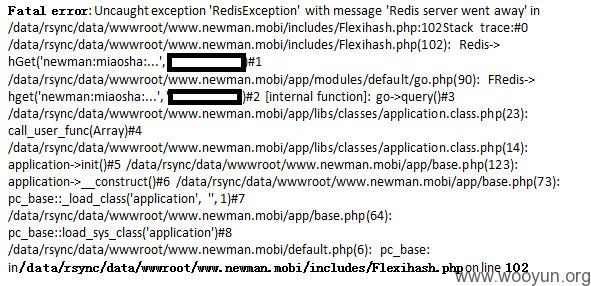 Fatal error: Uncaught exception 'RedisException' with message 'Redis server went away' in
/data/rsync/data/wwwroot/www.newman.mobi/includes/Flexihash.php:102Stack trace:#0
/data/rsync/data/wwwroot/www.newman.mobi/includes/Flexihash.php(102): Redis->
hGet('newman:miaosha:...', )#1
/data/rsync/data/wwwroot/www.newman.mobi/app/modules/default/go.php(90): FRedis->
hget('newman:miaosha:...', ' )#2 [internal function]: go->query()#3
/data/rsync/data/wwwroot/www.newman.mobi/app/libs/classes/application.class.php(23):
call_user_func(Array)#4
/data/rsync/data/wwwroot/www.newman.mobi/app/libs/classes/application.class.php(14):
application->init()#5 /data/rsync/data/wwwroot/www.newman.mobi/app/base.php(123):
application->__construct()#6 /data/rsync/data/wwwroot/www.newman.mobi/app/base.php(73):
pc_base::_load_class('application', '', 1)#7
/data/rsync/data/wwwroot/www.newman.mobi/app/base.php(64):
pc_base::load_sys_class('application')#8
/data/rsync/data/wwwroot/www.newman.mobi/default.php(6): pc_base:
in/data/rsync/data/wwwroot/www.newman.mobi/includes/Flexihash.php on line 102
www.wooyun.org